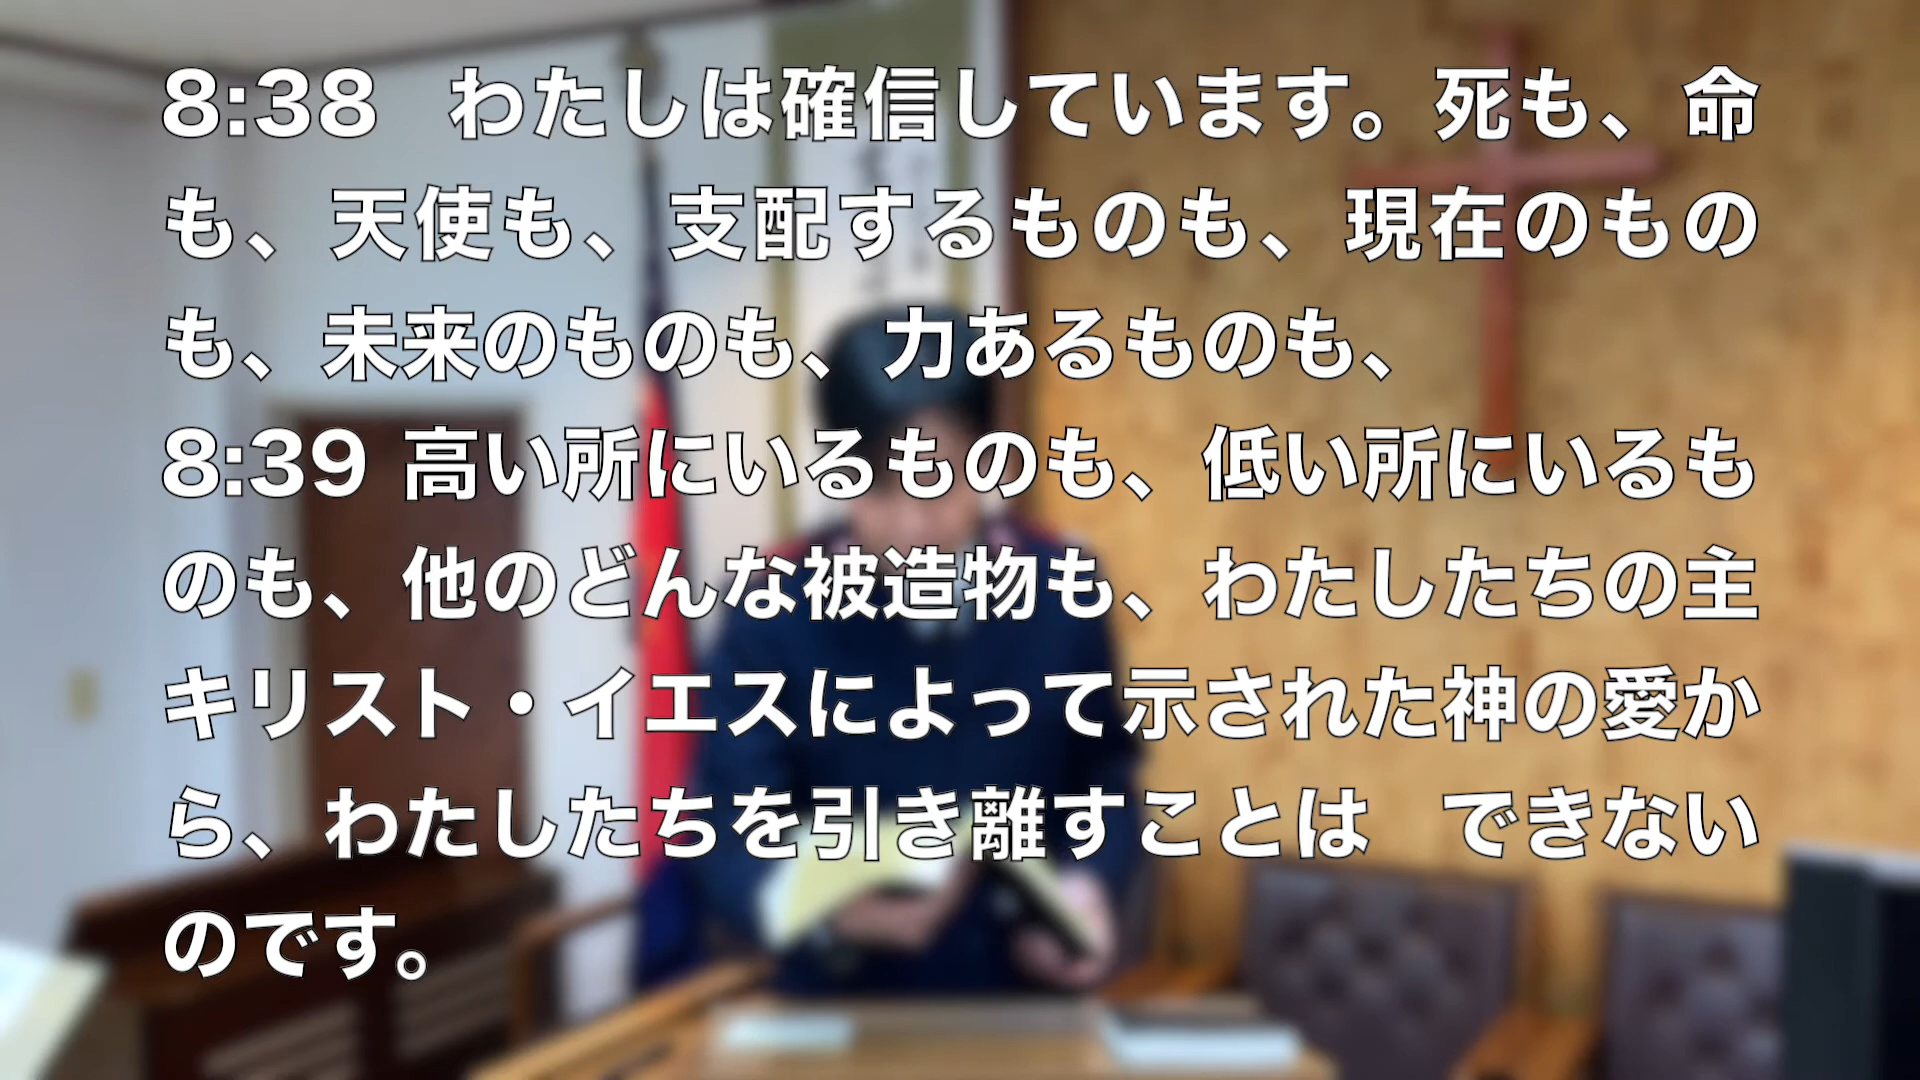 8:38　わたしは確信しています。死も、命
も、天使も、支配するものも、現在のもの
も、未来のものも、力あるものも、
8:39 高い所にいるものも、低い所にいるも
のも、他のどんな被造物も、わたしたちの主
キリスト・イエスによって示された神の愛か
ら、わたしたちを引き離すことは　できない
のです。